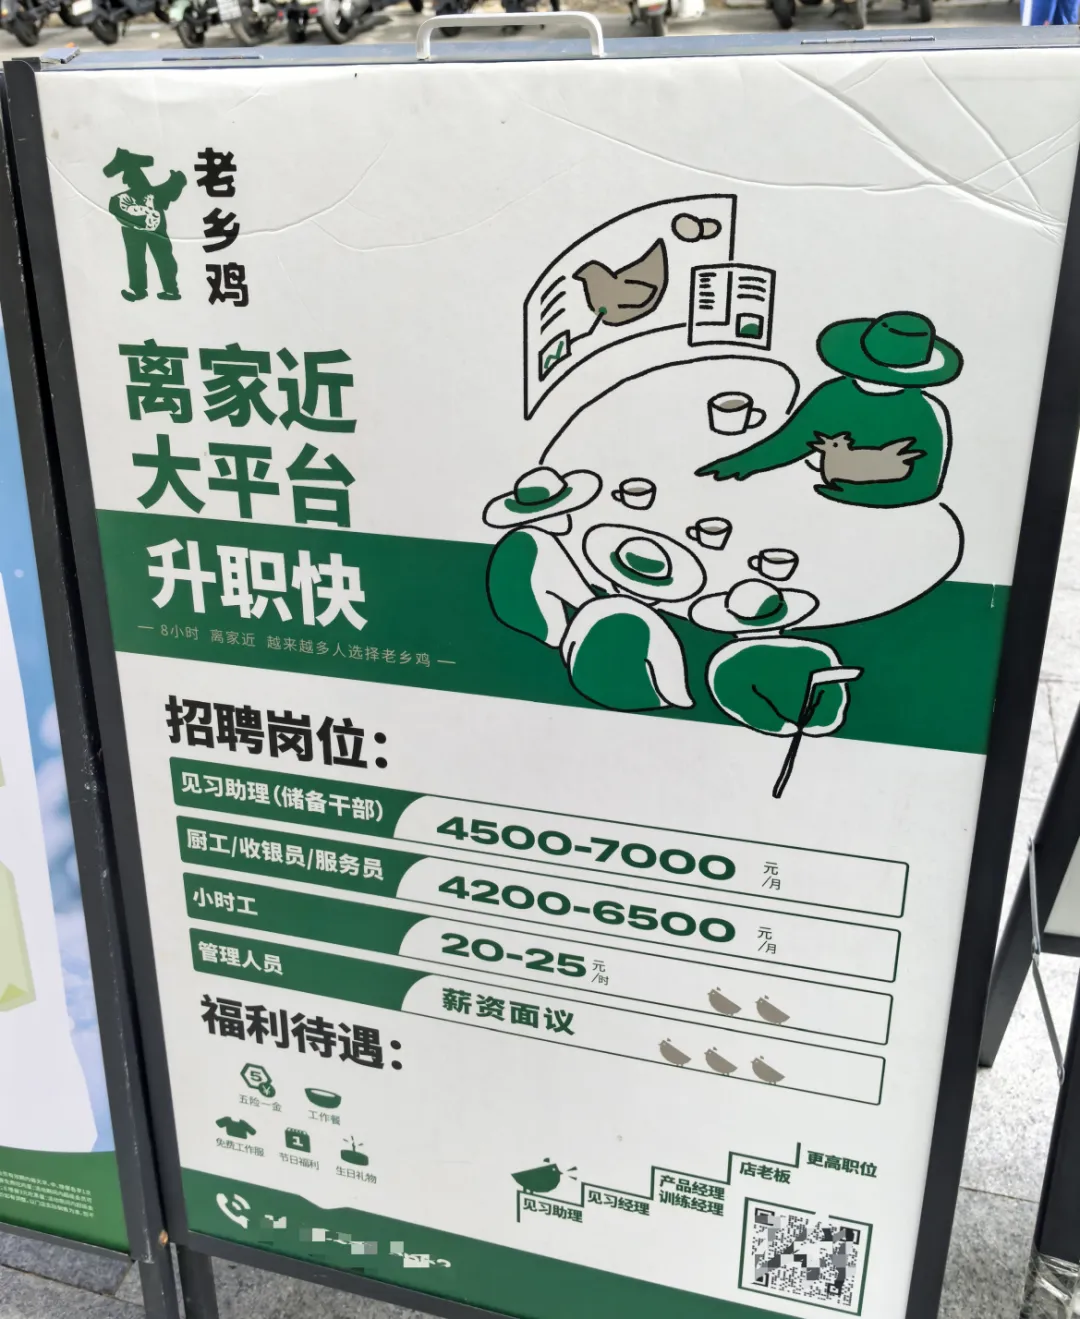 老乡鸡
离家近
大平台
升职快
— 8小时 离家近 越来越多人选择老乡鸡 —
招聘岗位：
见习助理(储备干部) 4500-7000 元/月
厨工/收银员/服务员 4200-6500 元/月
小时工 20-25 元/时
管理人员 薪资面议
福利待遇：
五险一金 工作餐
免费工作服 节日福利 生日礼物
见习助理
见习经理
产品经理
训练经理
店老板
更高职位